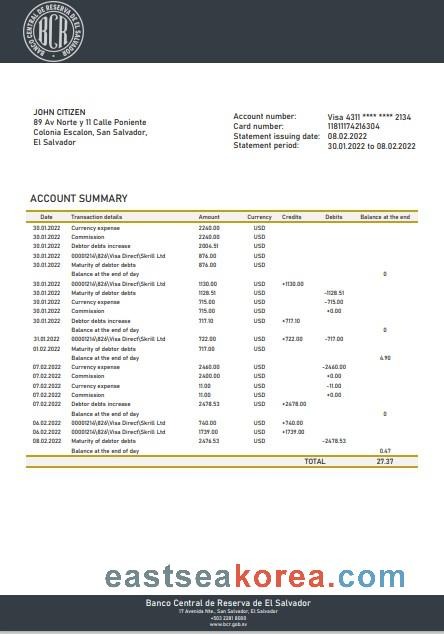 BANCO CENTRAL DE RESERVA DE EL SALVADOR
BCR
JOHN CITIZEN
89 Av Norte y 11 Calle Poniente
Colonia Escalon, San Salvador,
El Salvador
Account number: Visa 4311 **** **** 2134
Card number: 11811174216304
Statement issuing date: 08.02.2022
Statement period: 30.01.2022 to 08.02.2022
ACCOUNT SUMMARY
Date Transaction details Amount Currency Credits Debits Balance at the end
30.01.2022 Currency expense 2240.00 USD
30.01.2022 Commission 2240.00 USD
30.01.2022 Debtor debts increase 2004.51 USD
30.01.2022 00001214\826\Visa Direct\Skrill Ltd 876.00 USD
30.01.2022 Maturity of debtor debts 876.00 USD
Balance at the end of day 0
30.01.2022 00001214\826\Visa Direct\Skrill Ltd 1130.00 USD +1130.00
30.01.2022 Maturity of debtor debts 1128.51 USD -1128.51
30.01.2022 Currency expense 715.00 USD -715.00
30.01.2022 Commission 715.00 USD +0.00
30.01.2022 Debtor debts increase 717.10 USD +717.10
Balance at the end of day 0
31.01.2022 00001214\826\Visa Direct\Skrill Ltd 722.00 USD +722.00 -717.00
01.02.2022 Maturity of debtor debts 717.00 USD
Balance at the end of day 4.90
07.02.2022 Currency expense 2460.00 USD -2460.00
07.02.2022 Commission 2400.00 USD +0.00
07.02.2022 Currency expense 11.00 USD -11.00
07.02.2022 Commission 11.00 USD +0.00
07.02.2022 Debtor debts increase 2478.53 USD +2478.00
Balance at the end of day 0
06.02.2022 00001214\826\Visa Direct\Skrill Ltd 740.00 USD +740.00
06.02.2022 00001214\826\Visa Direct\Skrill Ltd 1739.00 USD +1739.00
08.02.2022 Maturity of debtor debts 2476.53 USD -2478.53
Balance at the end of day 0.47
TOTAL 27.37
eastseakorea.com
Banco Central de Reserva de El Salvador
17 Avenida Nte., San Salvador, El Salvador
+503 2281 8000
www.bcr.gob.sv